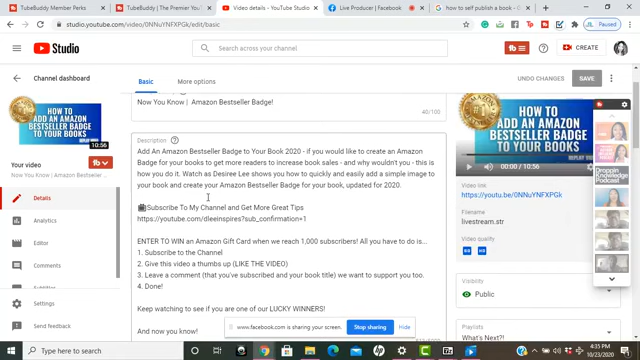 TubeBuddy Member Perks
TubeBuddy | The Premier You
Video details - YouTube Studio
Live Producer | Facebook
how to self publish a book - G
studio.youtube.com/video/0NNuYNFXPGk/edit/basic
Paused
Studio
Search across your channel
CREATE
Channel dashboard
Basic
More options
UNDO CHANGES
SAVE
HOW TO
ADD AN
AMAZON
BESTSELLER
BADGE
TO YOUR
BOOKS
10:56
Your video
Now You Know | Amazon Bestseller ...
Details
Analytics
Editor
Comments
Subtitles
Settings
Send feedback
Now You Know | Amazon Bestseller Badge!
40/100
Description
Add An Amazon Bestseller Badge to Your Book 2020 - if you would like to create an Amazon
Badge for your books to get more readers to increase book sales - and why wouldn't you - this is
how you do it. Watch as Desiree Lee shows you how to quickly and easily add a simple image to
your book and create your Amazon Bestseller Badge for your book, updated for 2020.
Subscribe To My Channel and Get More Great Tips
https://youtube.com/dleeinspires?sub_confirmation=1
ENTER TO WIN an Amazon Gift Card when we reach 1,000 subscribers! All you have to do is...
1. Subscribe to the Channel
2. Give this video a thumbs up (LIKE THE VIDEO)
3. Leave a comment (that you've subscribed and your book title) we want to support you too.
4. Done!
Keep watching to see if you are one of our LUCKY WINNERS!
And now you know!
HOW TO
ADD AN
AMAZON
BESTSELLER
BADGE
TO YOUR BOOKS
Video link
https://youtu.be/0NNuYNFXPGk
Filename
livestream.str
Video quality
Visibility
Public
Playlists
What's Next?
DROPPIN
KNOWLEDGE
PODCAST
www.facebook.com is sharing your screen.
Stop sharing
Hide
Type here to search
4:35 PM
10/23/2020